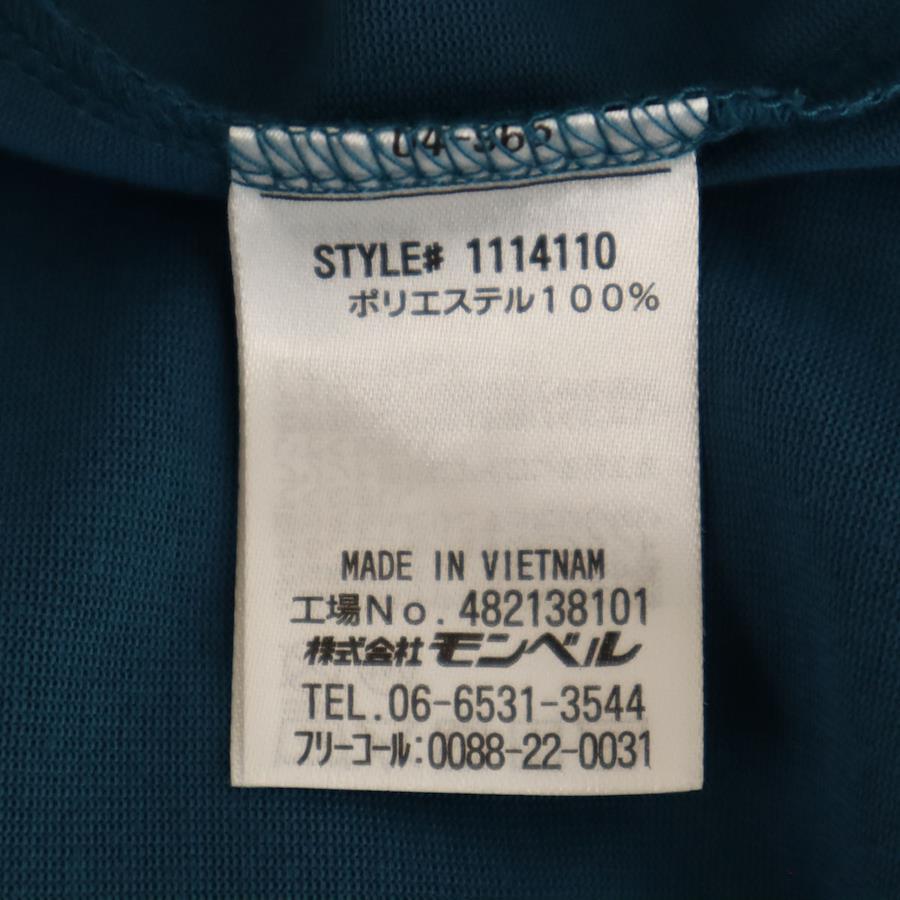 STYLE# 1114110
ポリエステル100%
MADE IN VIETNAM
工場No. 482138101
株式会社モンベル
TEL.06-6531-3544
フリーコール:0088-22-0031